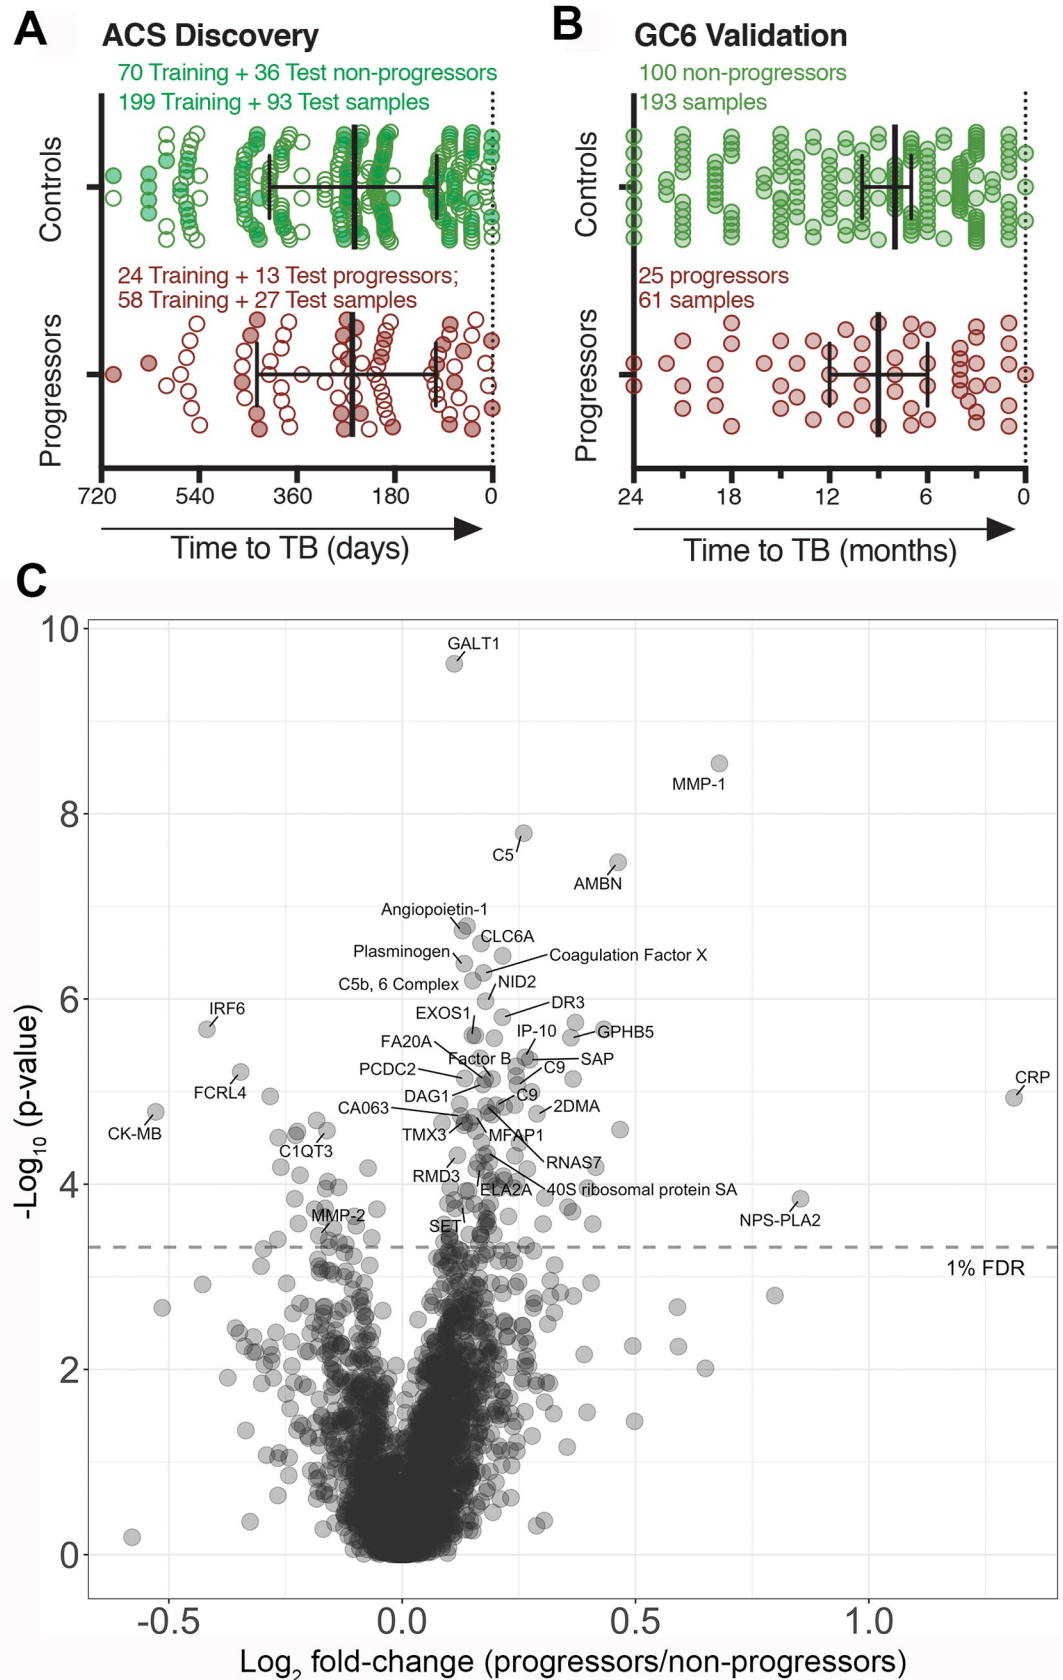 A
ACS Discovery
70 Training + 36 Test non-progressors
199 Training + 93 Test samples
Controls
24 Training + 13 Test progressors;
58 Training + 27 Test samples
Progressors
720 540 360 180 0
Time to TB (days)
B
GC6 Validation
100 non-progressors
193 samples
Controls
25 progressors
61 samples
Progressors
24 18 12 6 0
Time to TB (months)
C
-Log10 (p-value)
10
8
6
4
2
0
GALT1
MMP-1
C5
AMBN
Angiopoietin-1
CLC6A
Plasminogen
Coagulation Factor X
C5b, 6 Complex
NID2
IRF6
EXOS1
DR3
IP-10
GPHB5
FA20A
Factor B
SAP
PCDC2
C9
FCRL4
DAG1
C9
CRP
CA063
2DMA
CK-MB
TMX3
MFAP1
C1QT3
RNAS7
RMD3
ELA2A
40S ribosomal protein SA
MMP-2
SET
NPS-PLA2
1% FDR
-0.5 0.0 0.5 1.0
Log2 fold-change (progressors/non-progressors)